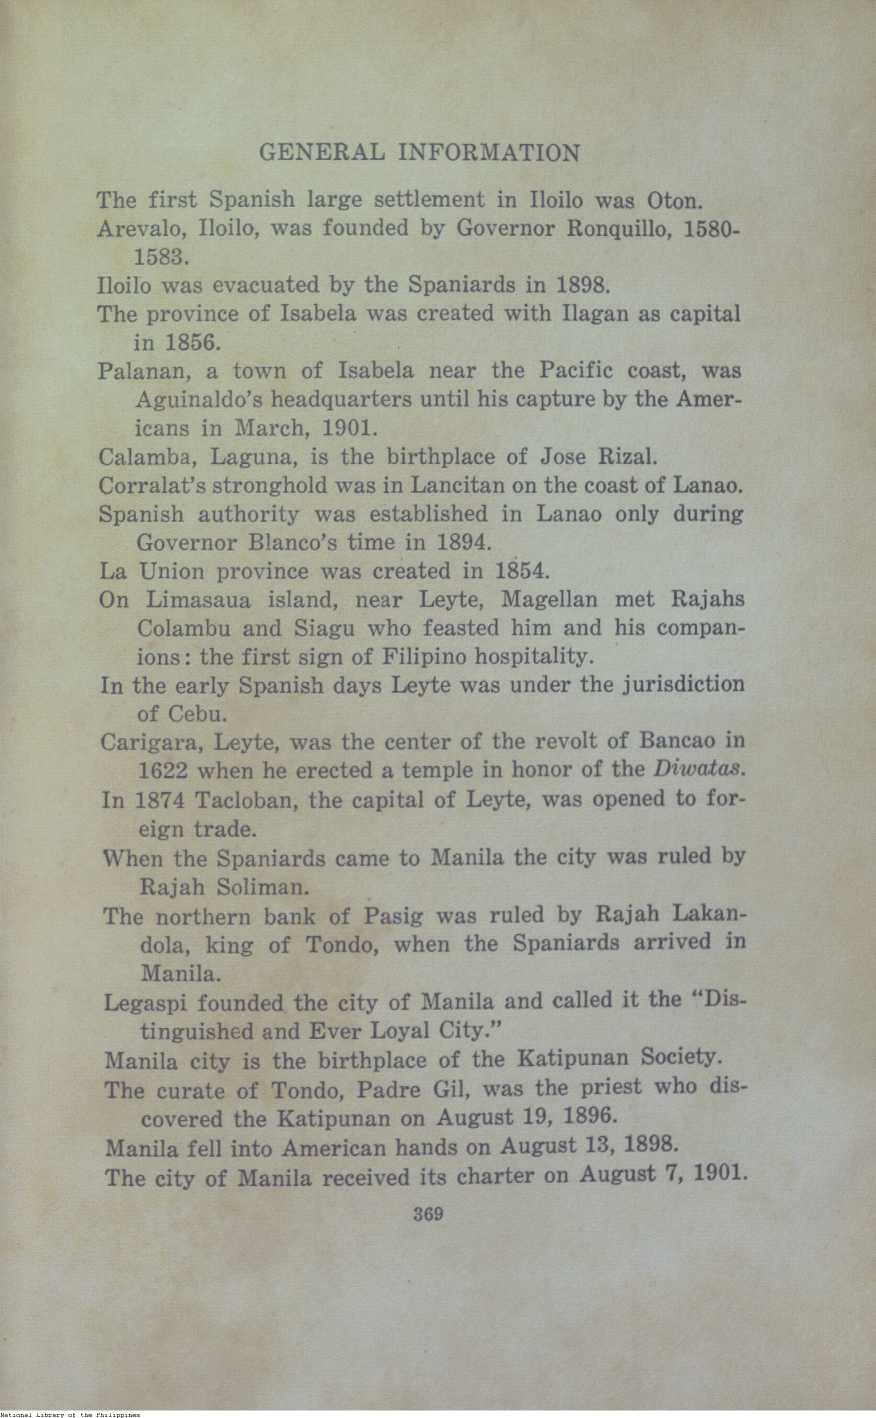 GENERAL INFORMATION
The first Spanish large settlement in Iloilo was Oton.
Arevalo, Iloilo, was founded by Governor Ronquillo, 1580-
1583.
Iloilo was evacuated by the Spaniards in 1898.
The province of Isabela was created with Ilagan as capital
in 1856.
Palanan, a town of Isabela near the Pacific coast, was
Aguinaldo's headquarters until his capture by the Amer-
icans in March, 1901.
Calamba, Laguna, is the birthplace of Jose Rizal.
Corralat's stronghold was in Lancitan on the coast of Lanao.
Spanish authority was established in Lanao only during
Governor Blanco's time in 1894.
La Union province was created in 1854.
On Limasaua island, near Leyte, Magellan met Rajahs
Colambu and Siagu who feasted him and his compan-
ions: the first sign of Filipino hospitality.
In the early Spanish days Leyte was under the jurisdiction
of Cebu.
Carigara, Leyte, was the center of the revolt of Bancao in
1622 when he erected a temple in honor of the Diwatas.
In 1874 Tacloban, the capital of Leyte, was opened to for-
eign trade.
When the Spaniards came to Manila the city was ruled by
Rajah Soliman.
The northern bank of Pasig was ruled by Rajah Lakan-
dola, king of Tondo, when the Spaniards arrived in
Manila.
Legaspi founded the city of Manila and called it the "Dis-
tinguished and Ever Loyal City."
Manila city is the birthplace of the Katipunan Society.
The curate of Tondo, Padre Gil, was the priest who dis-
covered the Katipunan on August 19, 1896.
Manila fell into American hands on August 13, 1898.
The city of Manila received its charter on August 7, 1901.
369
National Library of the Philippines